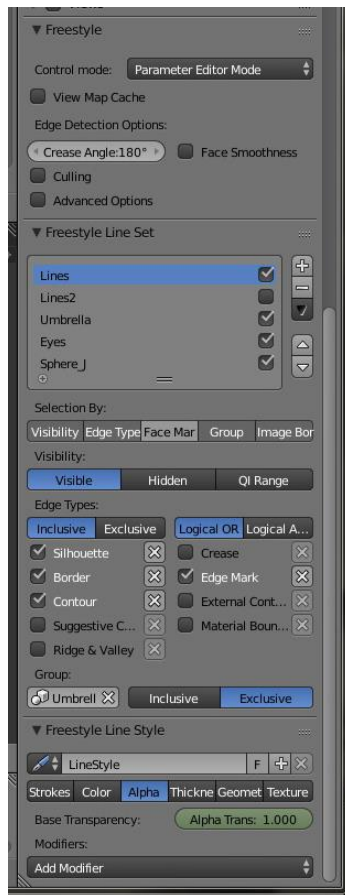 Freestyle
Control mode: Parameter Editor Mode
View Map Cache
Edge Detection Options:
Crease Angle:180° Face Smoothness
Culling
Advanced Options
Freestyle Line Set
Lines
Lines2
Umbrella
Eyes
Sphere_J
Selection By:
Visibility Edge Type Face Mar Group Image Bor
Visibility:
Visible Hidden QI Range
Edge Types:
Inclusive Exclusive Logical OR Logical A...
Silhouette Crease
Border Edge Mark
Contour External Cont...
Suggestive C... Material Boun...
Ridge & Valley
Group:
Umbrell Inclusive Exclusive
Freestyle Line Style
LineStyle F
Strokes Color Alpha Thickne Geomet Texture
Base Transparency: Alpha Trans: 1.000
Modifiers:
Add Modifier